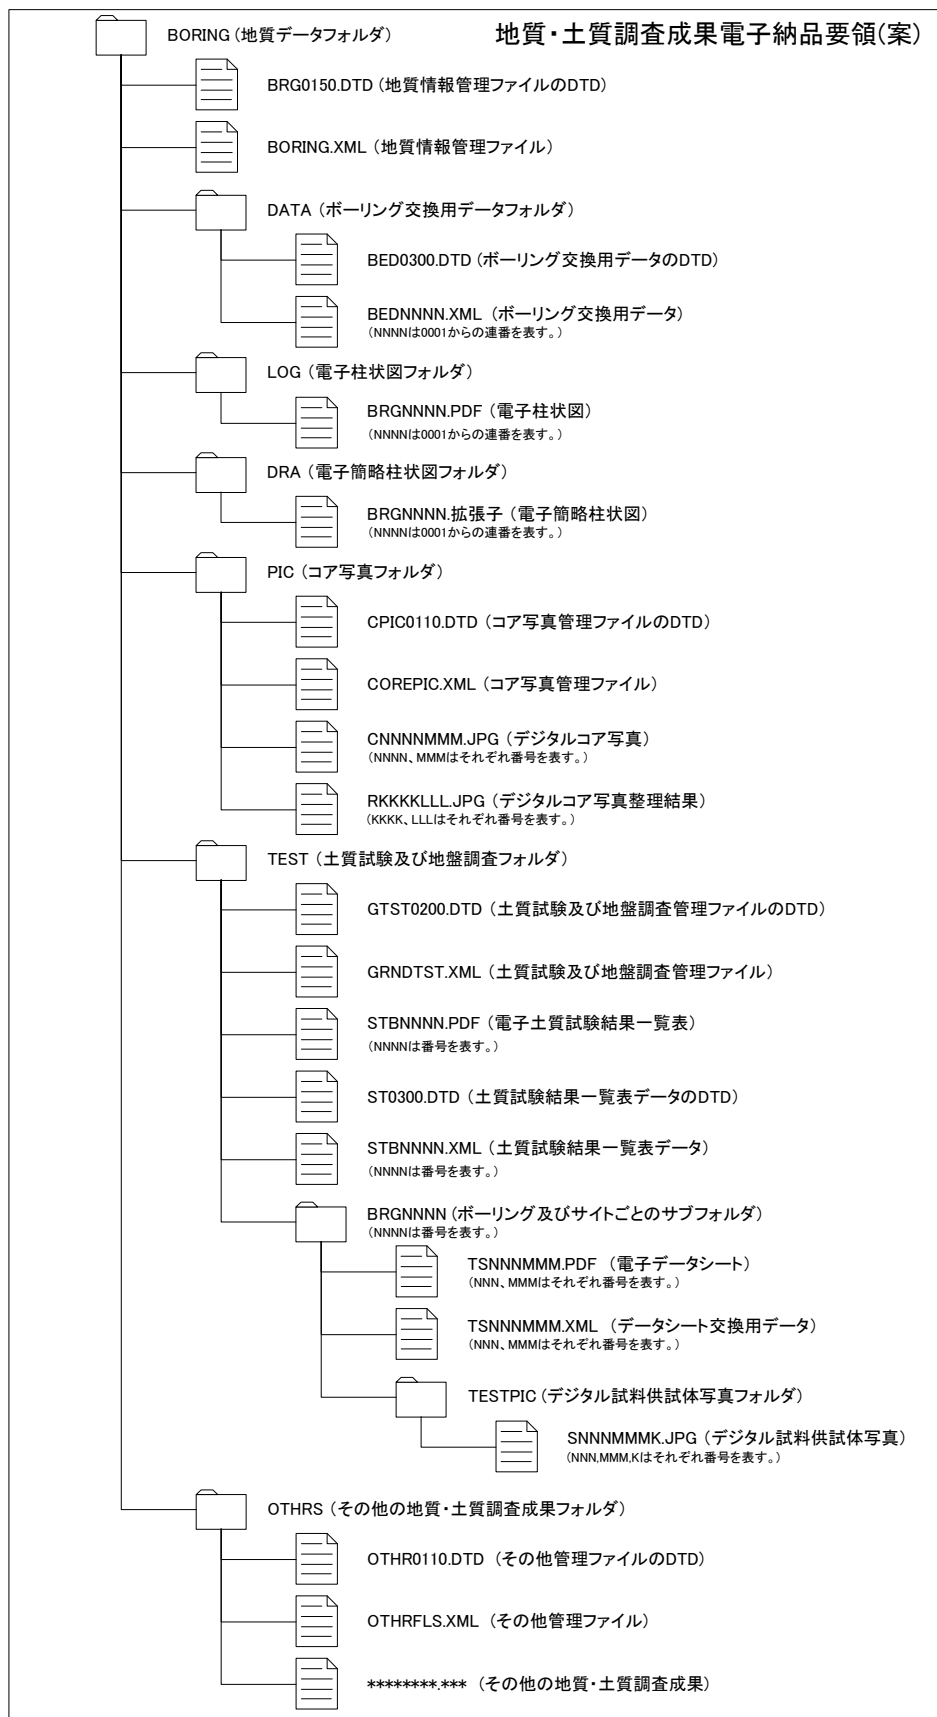 BORING (地質データフォルダ)
地質・土質調査成果電子納品要領(案)
BRG0150.DTD (地質情報管理ファイルのDTD)
BORING.XML (地質情報管理ファイル)
DATA (ボーリング交換用データフォルダ)
BED0300.DTD (ボーリング交換用データのDTD)
BEDNNNN.XML (ボーリング交換用データ)
(NNNNは0001からの連番を表す。)
LOG (電子柱状図フォルダ)
BRGNNNN.PDF (電子柱状図)
(NNNNは0001からの連番を表す。)
DRA (電子簡略柱状図フォルダ)
BRGNNNN.拡張子 (電子簡略柱状図)
(NNNNは0001からの連番を表す。)
PIC (コア写真フォルダ)
CPIC0110.DTD (コア写真管理ファイルのDTD)
COREPIC.XML (コア写真管理ファイル)
CNNNNMMM.JPG (デジタルコア写真)
(NNNN、MMMはそれぞれ番号を表す。)
RKKKKLLL.JPG (デジタルコア写真整理結果)
(KKKK、LLLはそれぞれ番号を表す。)
TEST (土質試験及び地盤調査フォルダ)
GTST0200.DTD (土質試験及び地盤調査管理ファイルのDTD)
GRNDTST.XML (土質試験及び地盤調査管理ファイル)
STBNNNN.PDF (電子土質試験結果一覧表)
(NNNNは番号を表す。)
ST0300.DTD (土質試験結果一覧表データのDTD)
STBNNNN.XML (土質試験結果一覧表データ)
(NNNNは番号を表す。)
BRGNNNN (ボーリング及びサイトごとのサブフォルダ)
(NNNNは番号を表す。)
TSNNNMMM.PDF (電子データシート)
(NNN、MMMはそれぞれ番号を表す。)
TSNNNMMM.XML (データシート交換用データ)
(NNN、MMMはそれぞれ番号を表す。)
TESTPIC (デジタル試料供試体写真フォルダ)
SNNNMMMK.JPG (デジタル試料供試体写真)
(NNN,MMM,Kはそれぞれ番号を表す。)
OTHRS (その他の地質・土質調査成果フォルダ)
OTHR0110.DTD (その他管理ファイルのDTD)
OTHRFLS.XML (その他管理ファイル)
********.*** (その他の地質・土質調査成果)